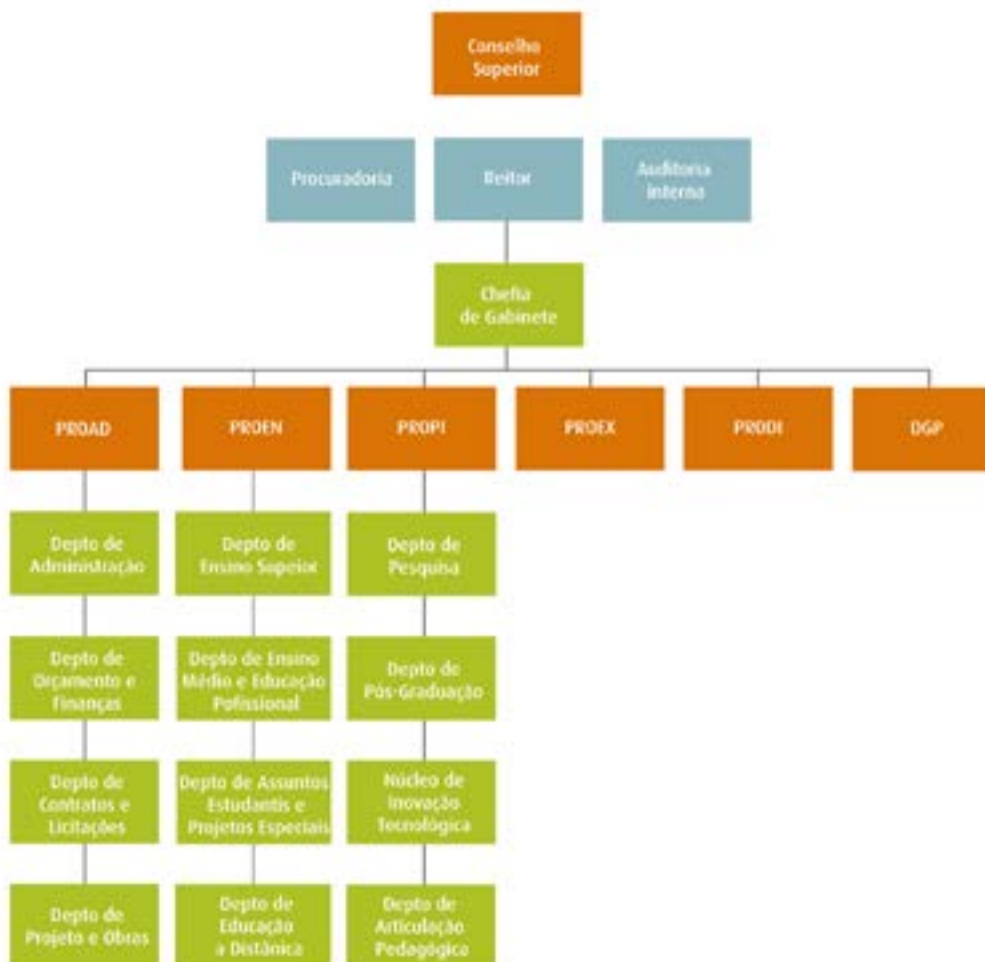 Conselho
Superior
Procuradoria
Reitor
Auditoria
Interna
Chefia
de Gabinete
PROAD
PROEN
PROPI
PROEX
PRODI
DGP
Depto de
Administração
Depto de
Ensino Supeior
Depto de
Pesquisa
Depto de
Orçamento e
Finanças
Depto de Ensino
Médio e Educação
Pofissional
Depto de
Pós-Graduação
Depto de
Contratos e
Licitações
Depto de Assuntos
Estudantis e
Projetos Especiais
Núcleo de
Inovação
Tecnológica
Depto de
Projeto e Obras
Depto de
Educação
a Distânica
Depto de
Articulação
Pedagógica